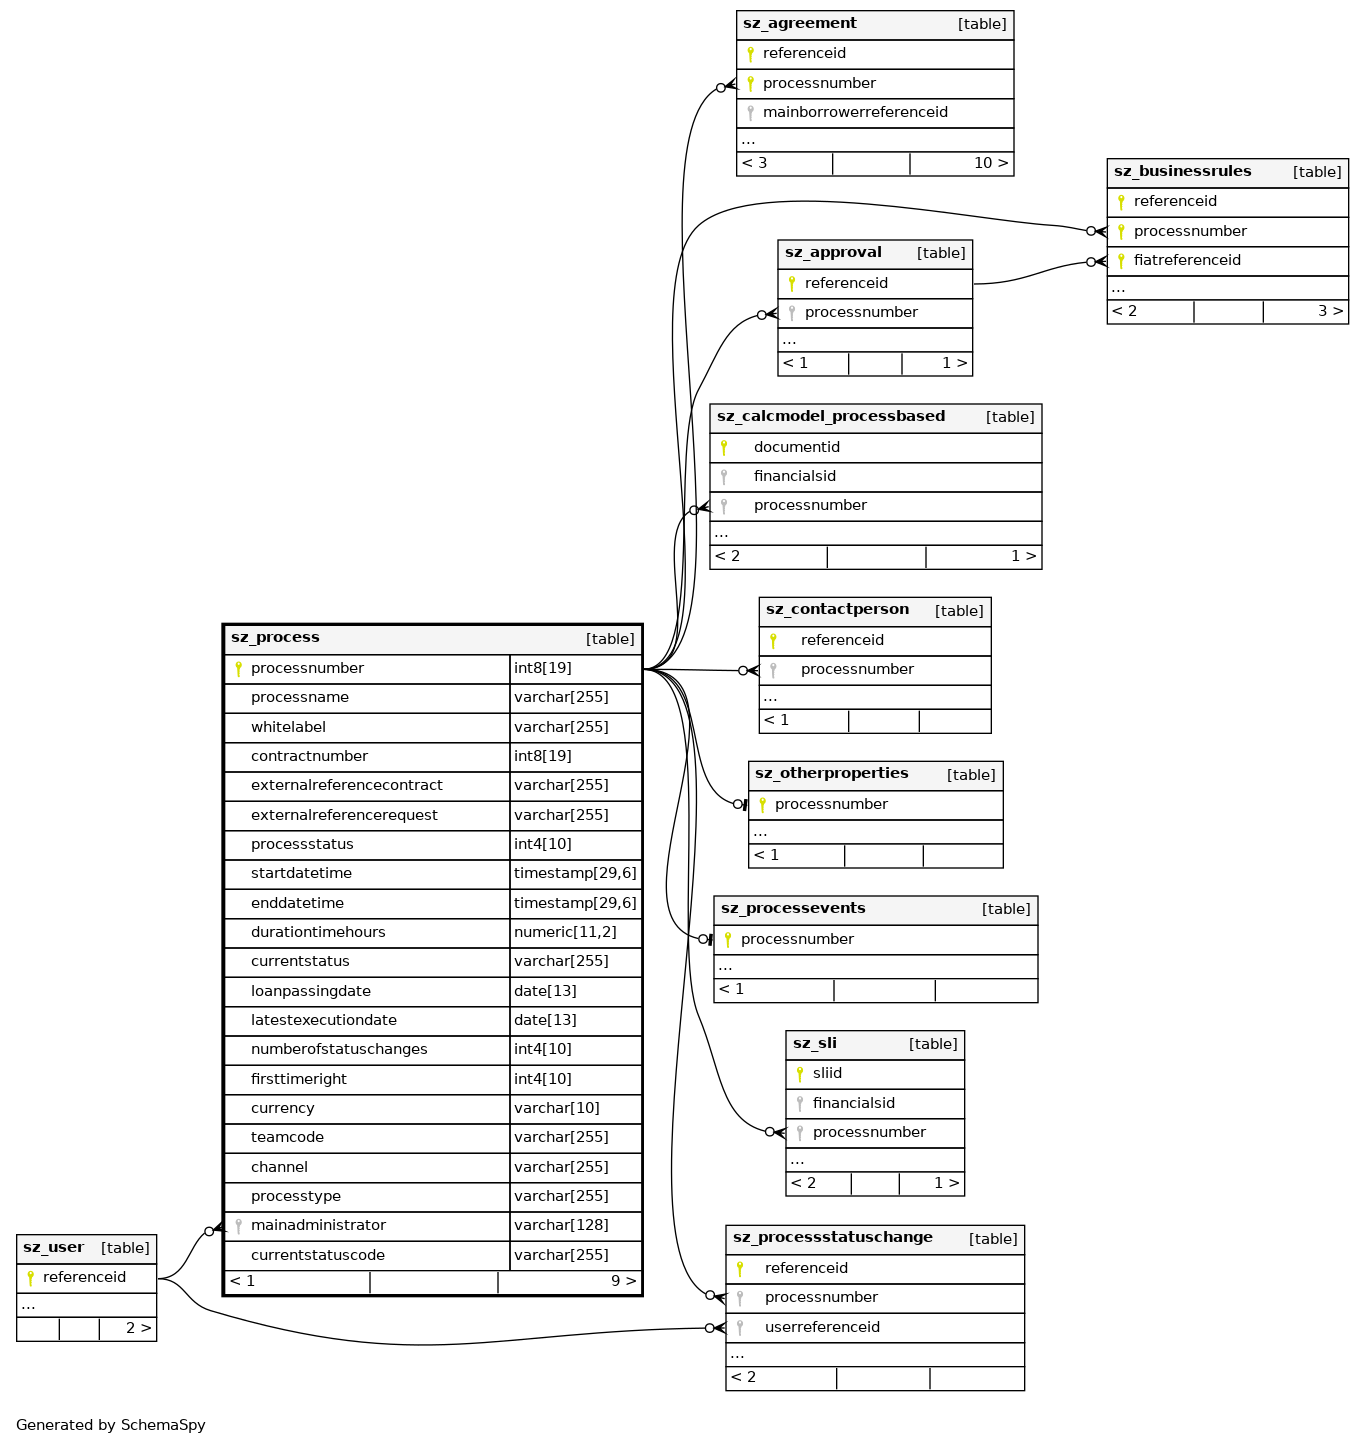 sz_agreement [table]
referenceid
processnumber
mainborrowerreferenceid
...
< 3 10 >
sz_businessrules [table]
referenceid
processnumber
fiatreferenceid
...
< 2 3 >
sz_approval [table]
referenceid
processnumber
...
< 1 1 >
sz_calcmodel_processbased [table]
documentid
financialsid
processnumber
...
< 2 1 >
sz_contactperson [table]
referenceid
processnumber
...
< 1
sz_process [table]
processnumber int8[19]
processname varchar[255]
whitelabel varchar[255]
contractnumber int8[19]
externalreferencecontract varchar[255]
externalreferencerequest varchar[255]
processstatus int4[10]
startdatetime timestamp[29,6]
enddatetime timestamp[29,6]
durationtimehours numeric[11,2]
currentstatus varchar[255]
loanpassingdate date[13]
latestexecutiondate date[13]
numberofstatuschanges int4[10]
firsttimeright int4[10]
currency varchar[10]
teamcode varchar[255]
channel varchar[255]
processtype varchar[255]
mainadministrator varchar[128]
currentstatuscode varchar[255]
< 1 9 >
sz_otherproperties [table]
processnumber
...
< 1
sz_processevents [table]
processnumber
...
< 1
sz_sli [table]
sliid
financialsid
processnumber
...
< 2 1 >
sz_user [table]
referenceid
...
2 >
sz_processstatuschange [table]
referenceid
processnumber
userreferenceid
...
< 2
Generated by SchemaSpy